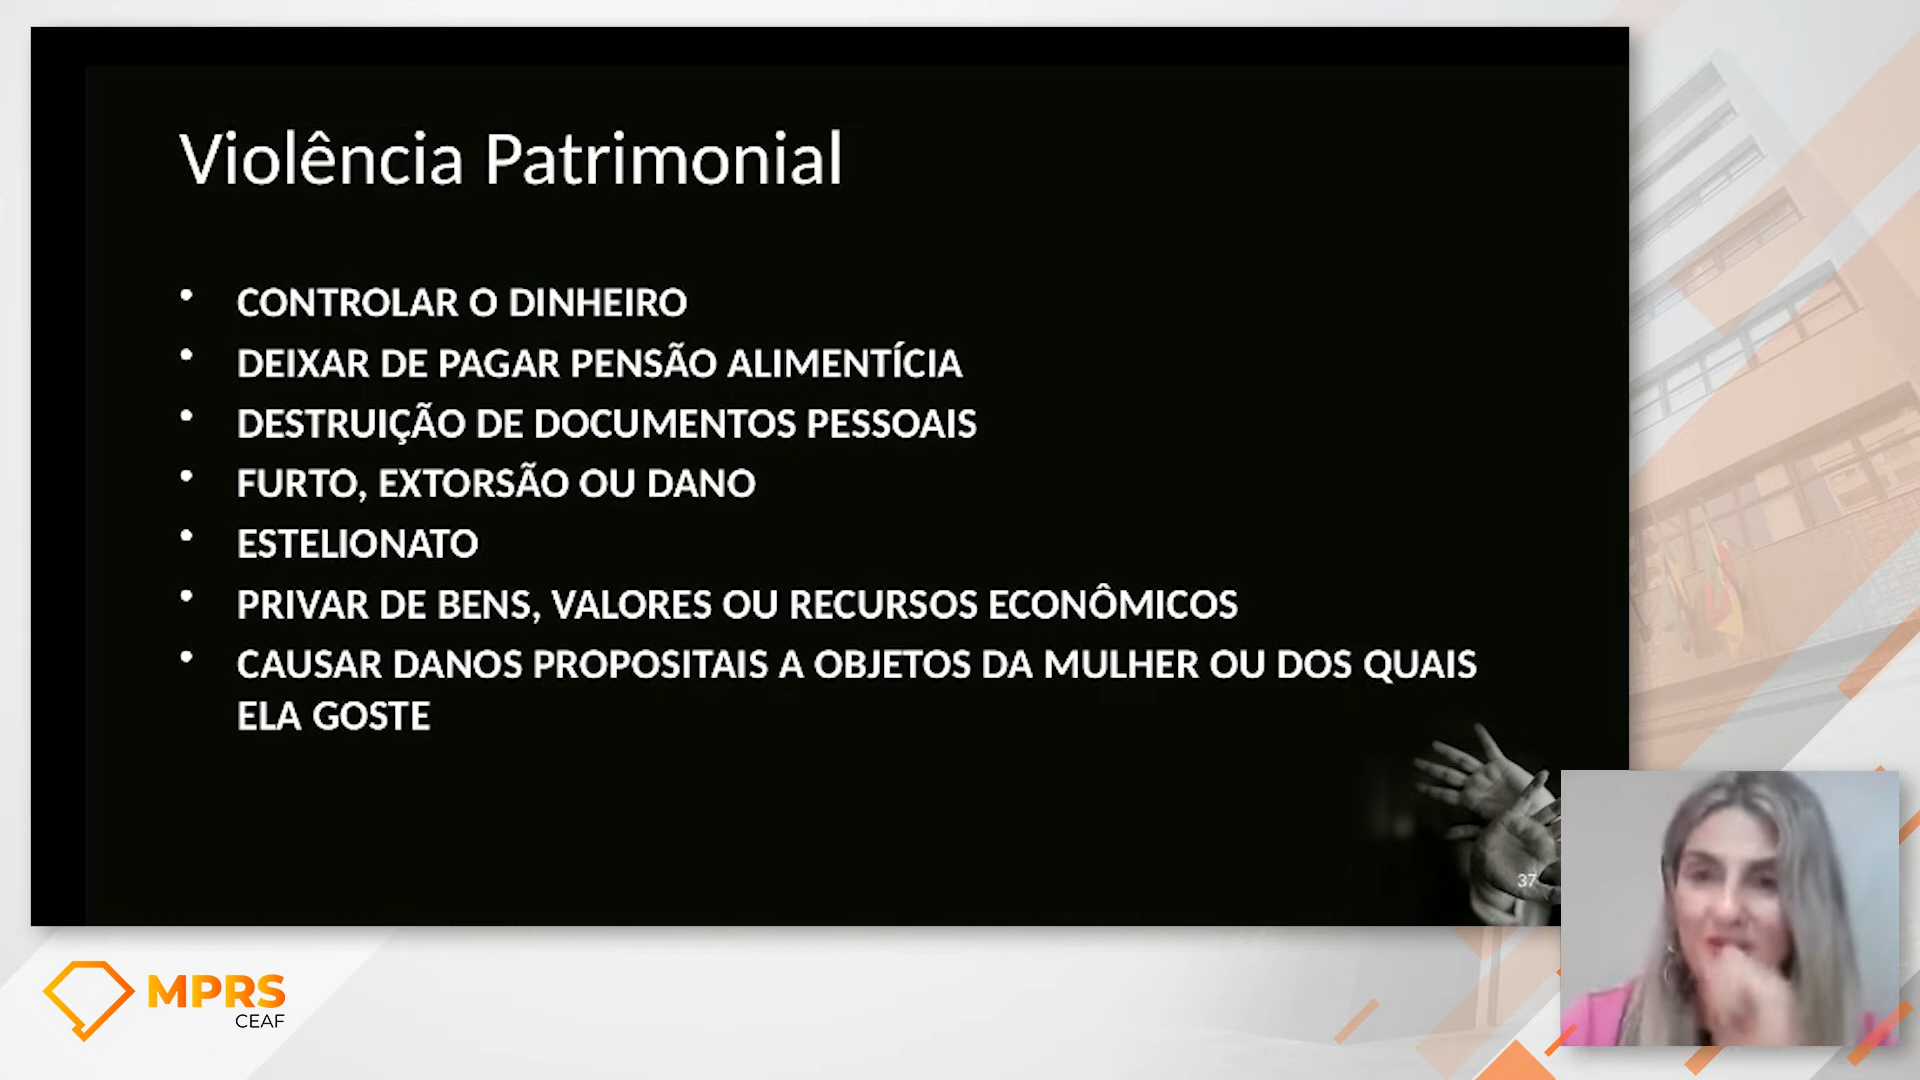 Violência Patrimonial
• CONTROLAR O DINHEIRO
• DEIXAR DE PAGAR PENSÃO ALIMENTÍCIA
• DESTRUIÇÃO DE DOCUMENTOS PESSOAIS
• FURTO, EXTORSÃO OU DANO
• ESTELIONATO
• PRIVAR DE BENS, VALORES OU RECURSOS ECONÔMICOS
• CAUSAR DANOS PROPOSITAIS A OBJETOS DA MULHER OU DOS QUAIS
ELA GOSTE
37
MPRS
CEAF